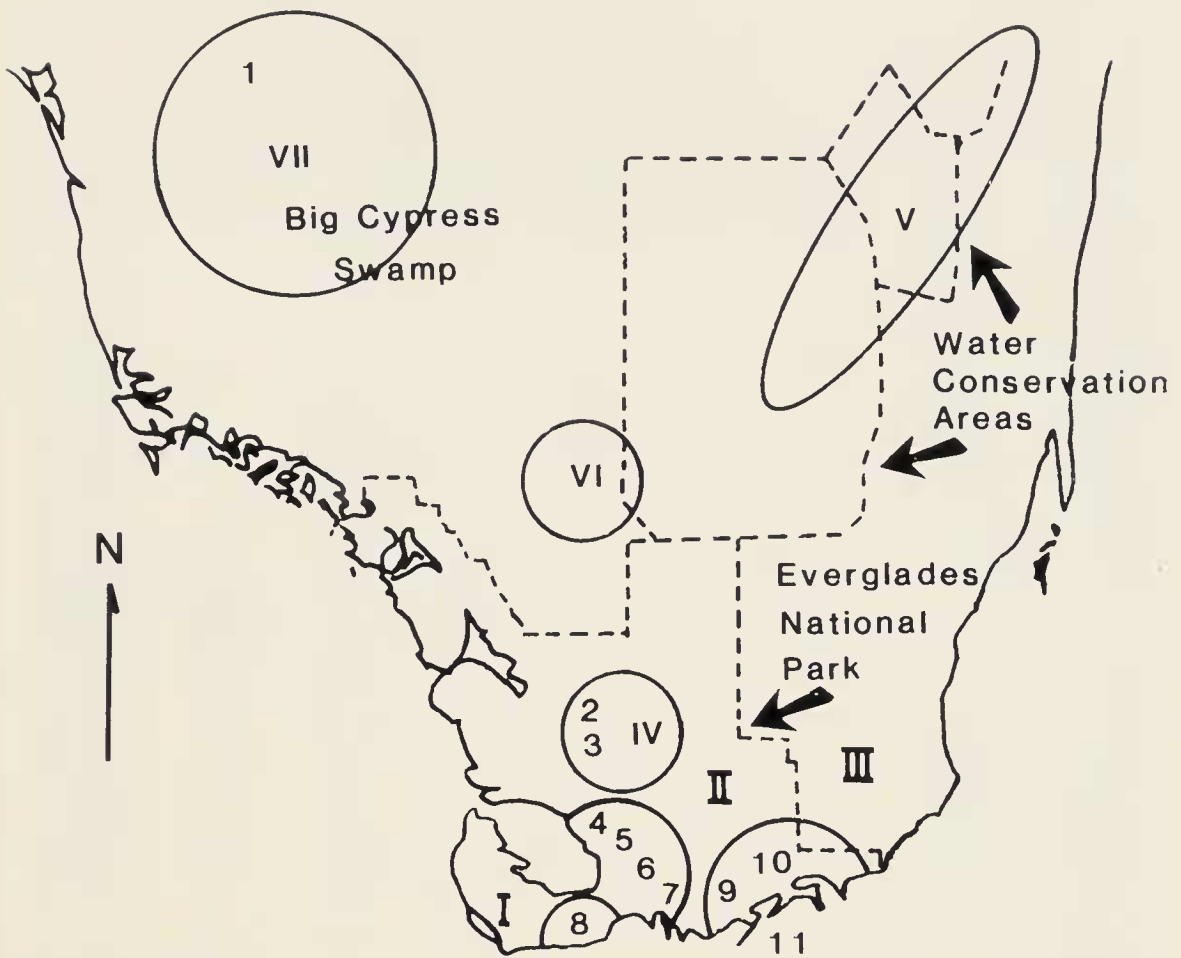 1
VII
Big Cypress
Swamp
V
Water
Conservation
Areas
VI
N
Everglades
National
Park
2
3
IV
II
III
4
5
6
7
I
8
9
10
11